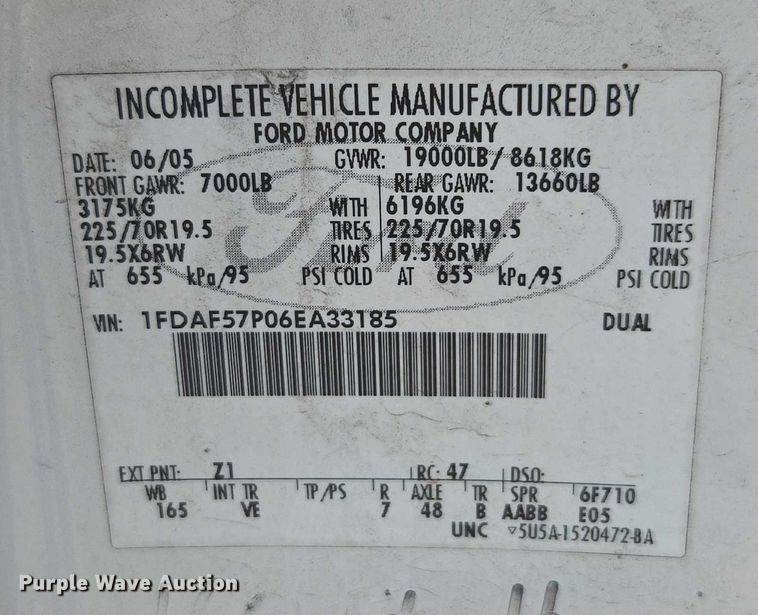 INCOMPLETE VEHICLE MANUFACTURED BY
FORD MOTOR COMPANY
DATE: 06/05 GVWR: 19000LB/ 8618KG
FRONT GAWR: 7000LB REAR GAWR: 13660LB
3175KG WITH 6196KG WITH
225/70R19.5 TIRES 225/70R19.5 TIRES
19.5X6RW RIMS 19.5X6RW RIMS
AT 655 kPa/95 PSI COLD AT 655 kPa/95 PSI COLD
VIN: 1FDAF57P06EA33185 DUAL
Ford
EXT PNT: Z1 RC: 47 DSO:
WB INT TR TP/PS R AXLE TR SPR 6F710
165 VE 7 48 B AABB E05
UNC ▽5U5A-1520472-BA
Purple Wave Auction